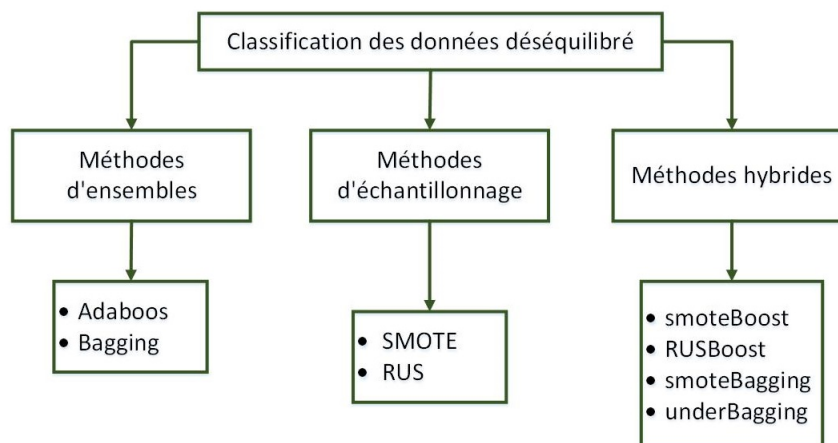 Classification des données déséquilibré
Méthodes
d'ensembles
Méthodes
d'échantillonnage
Méthodes hybrides
• Adaboos
• Bagging
• SMOTE
• RUS
• smoteBoost
• RUSBoost
• smoteBagging
• underBagging